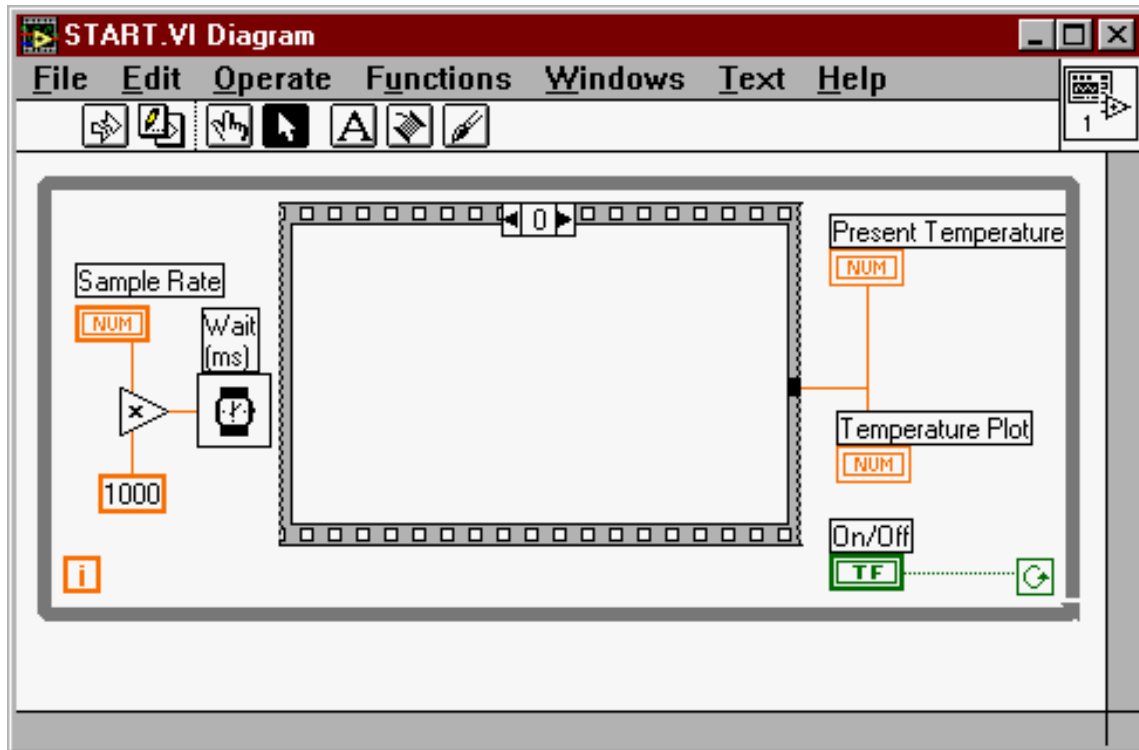 START.VI Diagram
File Edit Operate Functions Windows Text Help
A
1
0
Present Temperature
NUM
Sample Rate
NUM
Wait
(ms)
x
1000
Temperature Plot
NUM
On/Off
TF
i